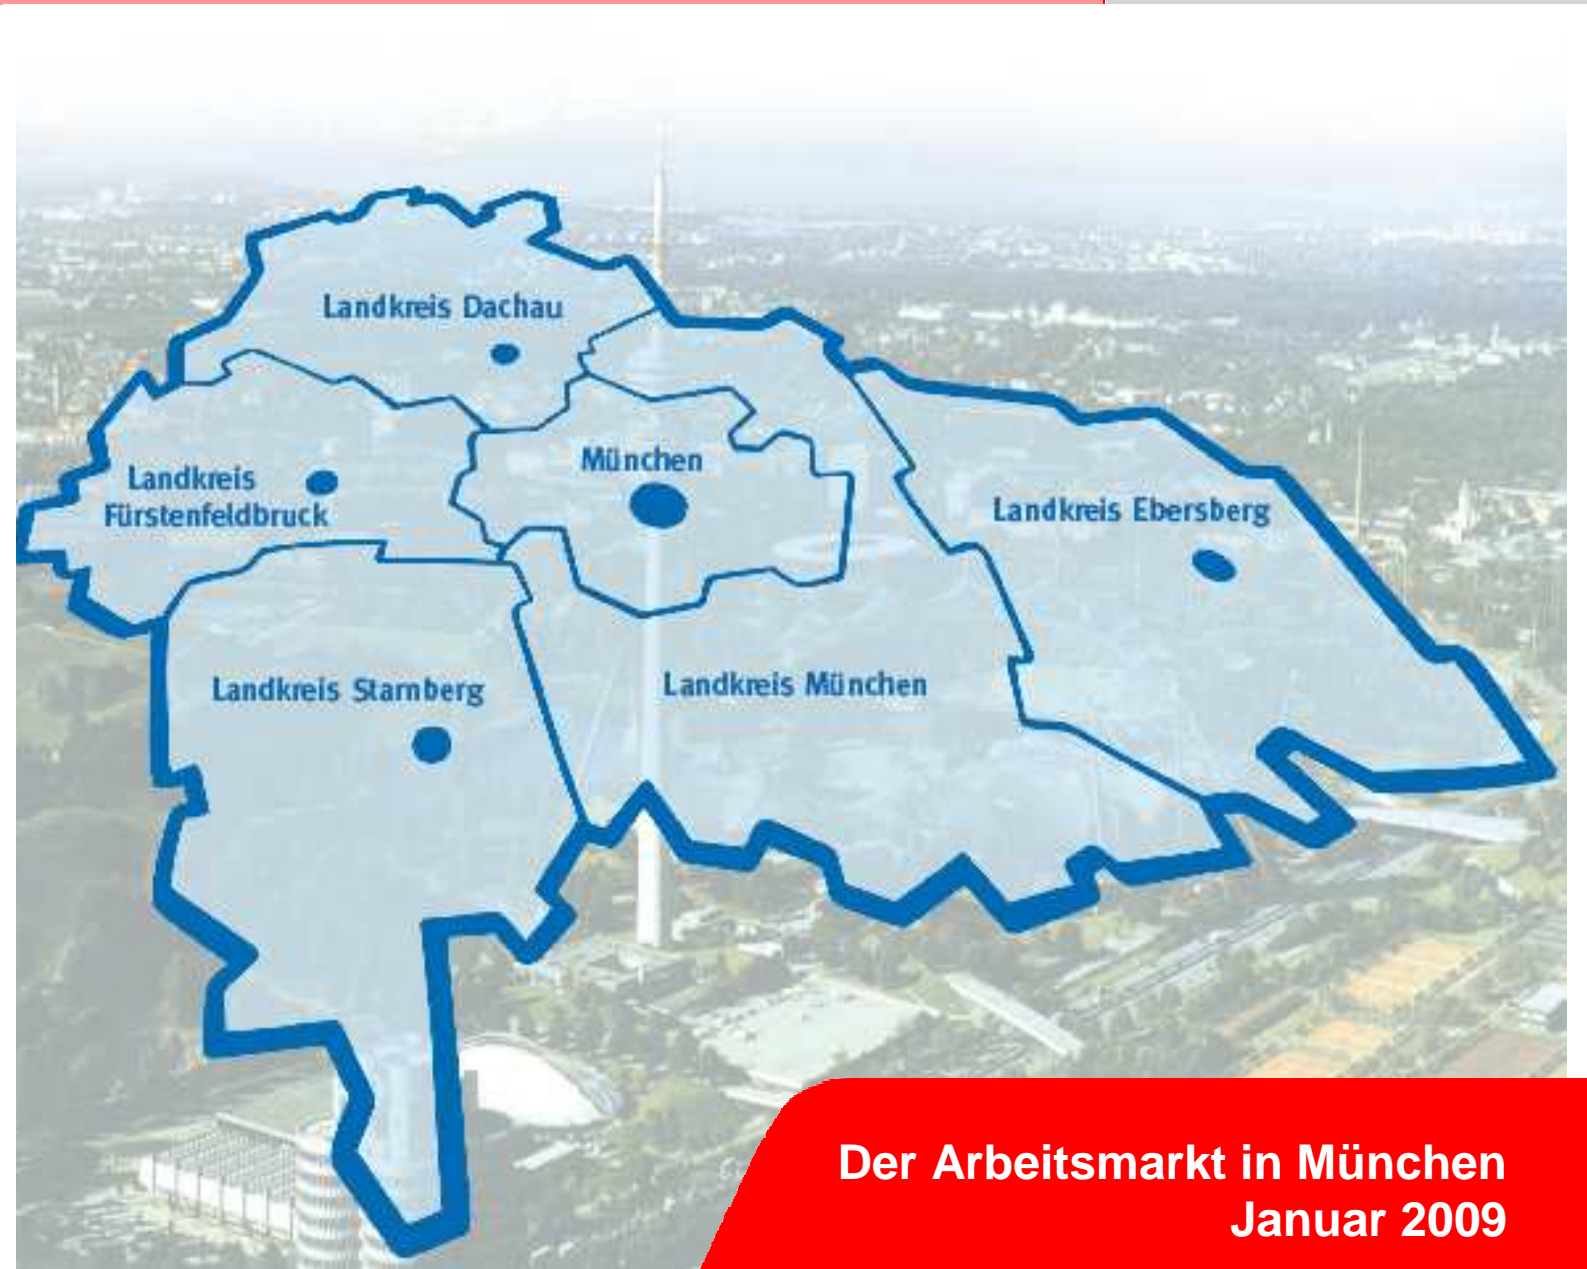 Landkreis Dachau
München
Landkreis
Fürstenfeldbruck
Landkreis Ebersberg
Landkreis Starnberg
Landkreis München
Der Arbeitsmarkt in München
Januar 2009